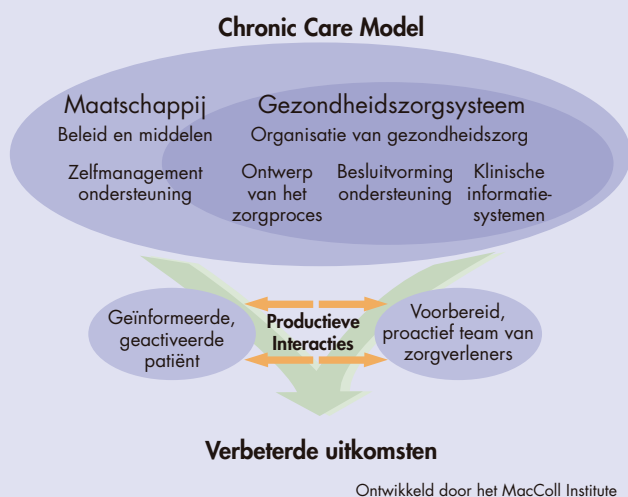 Chronic Care Model
Maatschappij
Beleid en middelen
Gezondheidszorgsysteem
Organisatie van gezondheidszorg
Zelfmanagement
ondersteuning
Ontwerp
van het
zorgproces
Besluitvorming
ondersteuning
Klinische
informatie-
systemen
Geïnformeerde,
geactiveerde
patiënt
Productieve
Interacties
Voorbereid,
proactief team van
zorgverleners
Verbeterde uitkomsten
Ontwikkeld door het MacColl Institute